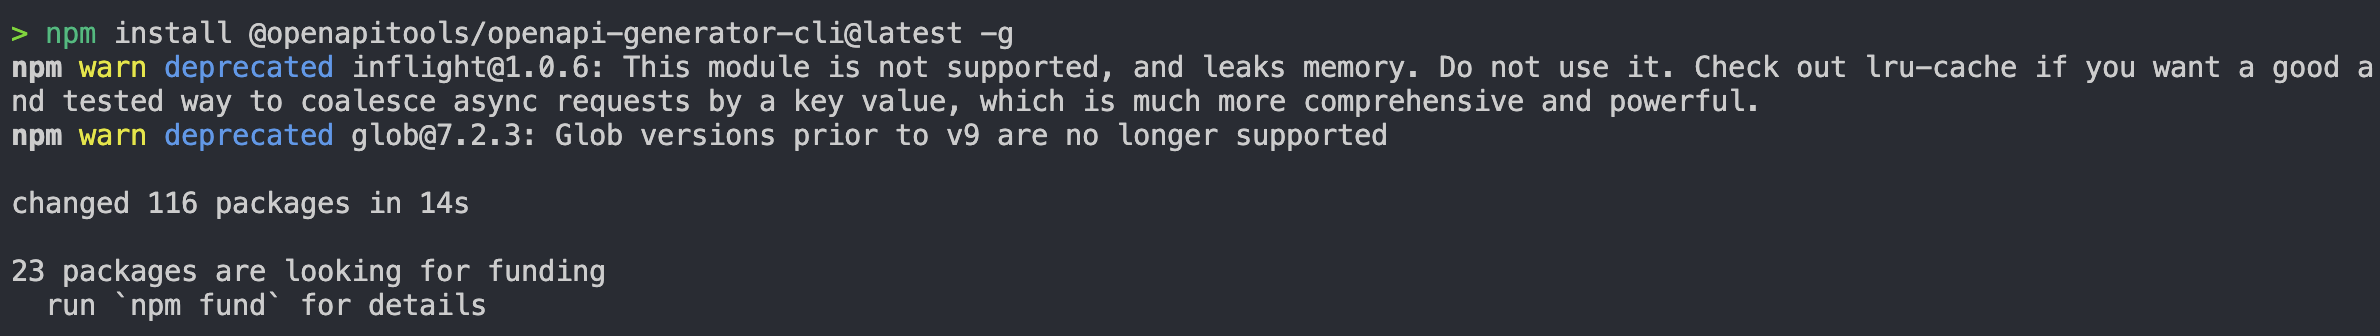 > npm install @openapitools/openapi-generator-cli@latest -g
npm warn deprecated inflight@1.0.6: This module is not supported, and leaks memory. Do not use it. Check out lru-cache if you want a good a
nd tested way to coalesce async requests by a key value, which is much more comprehensive and powerful.
npm warn deprecated glob@7.2.3: Glob versions prior to v9 are no longer supported
changed 116 packages in 14s
23 packages are looking for funding
  run `npm fund` for details